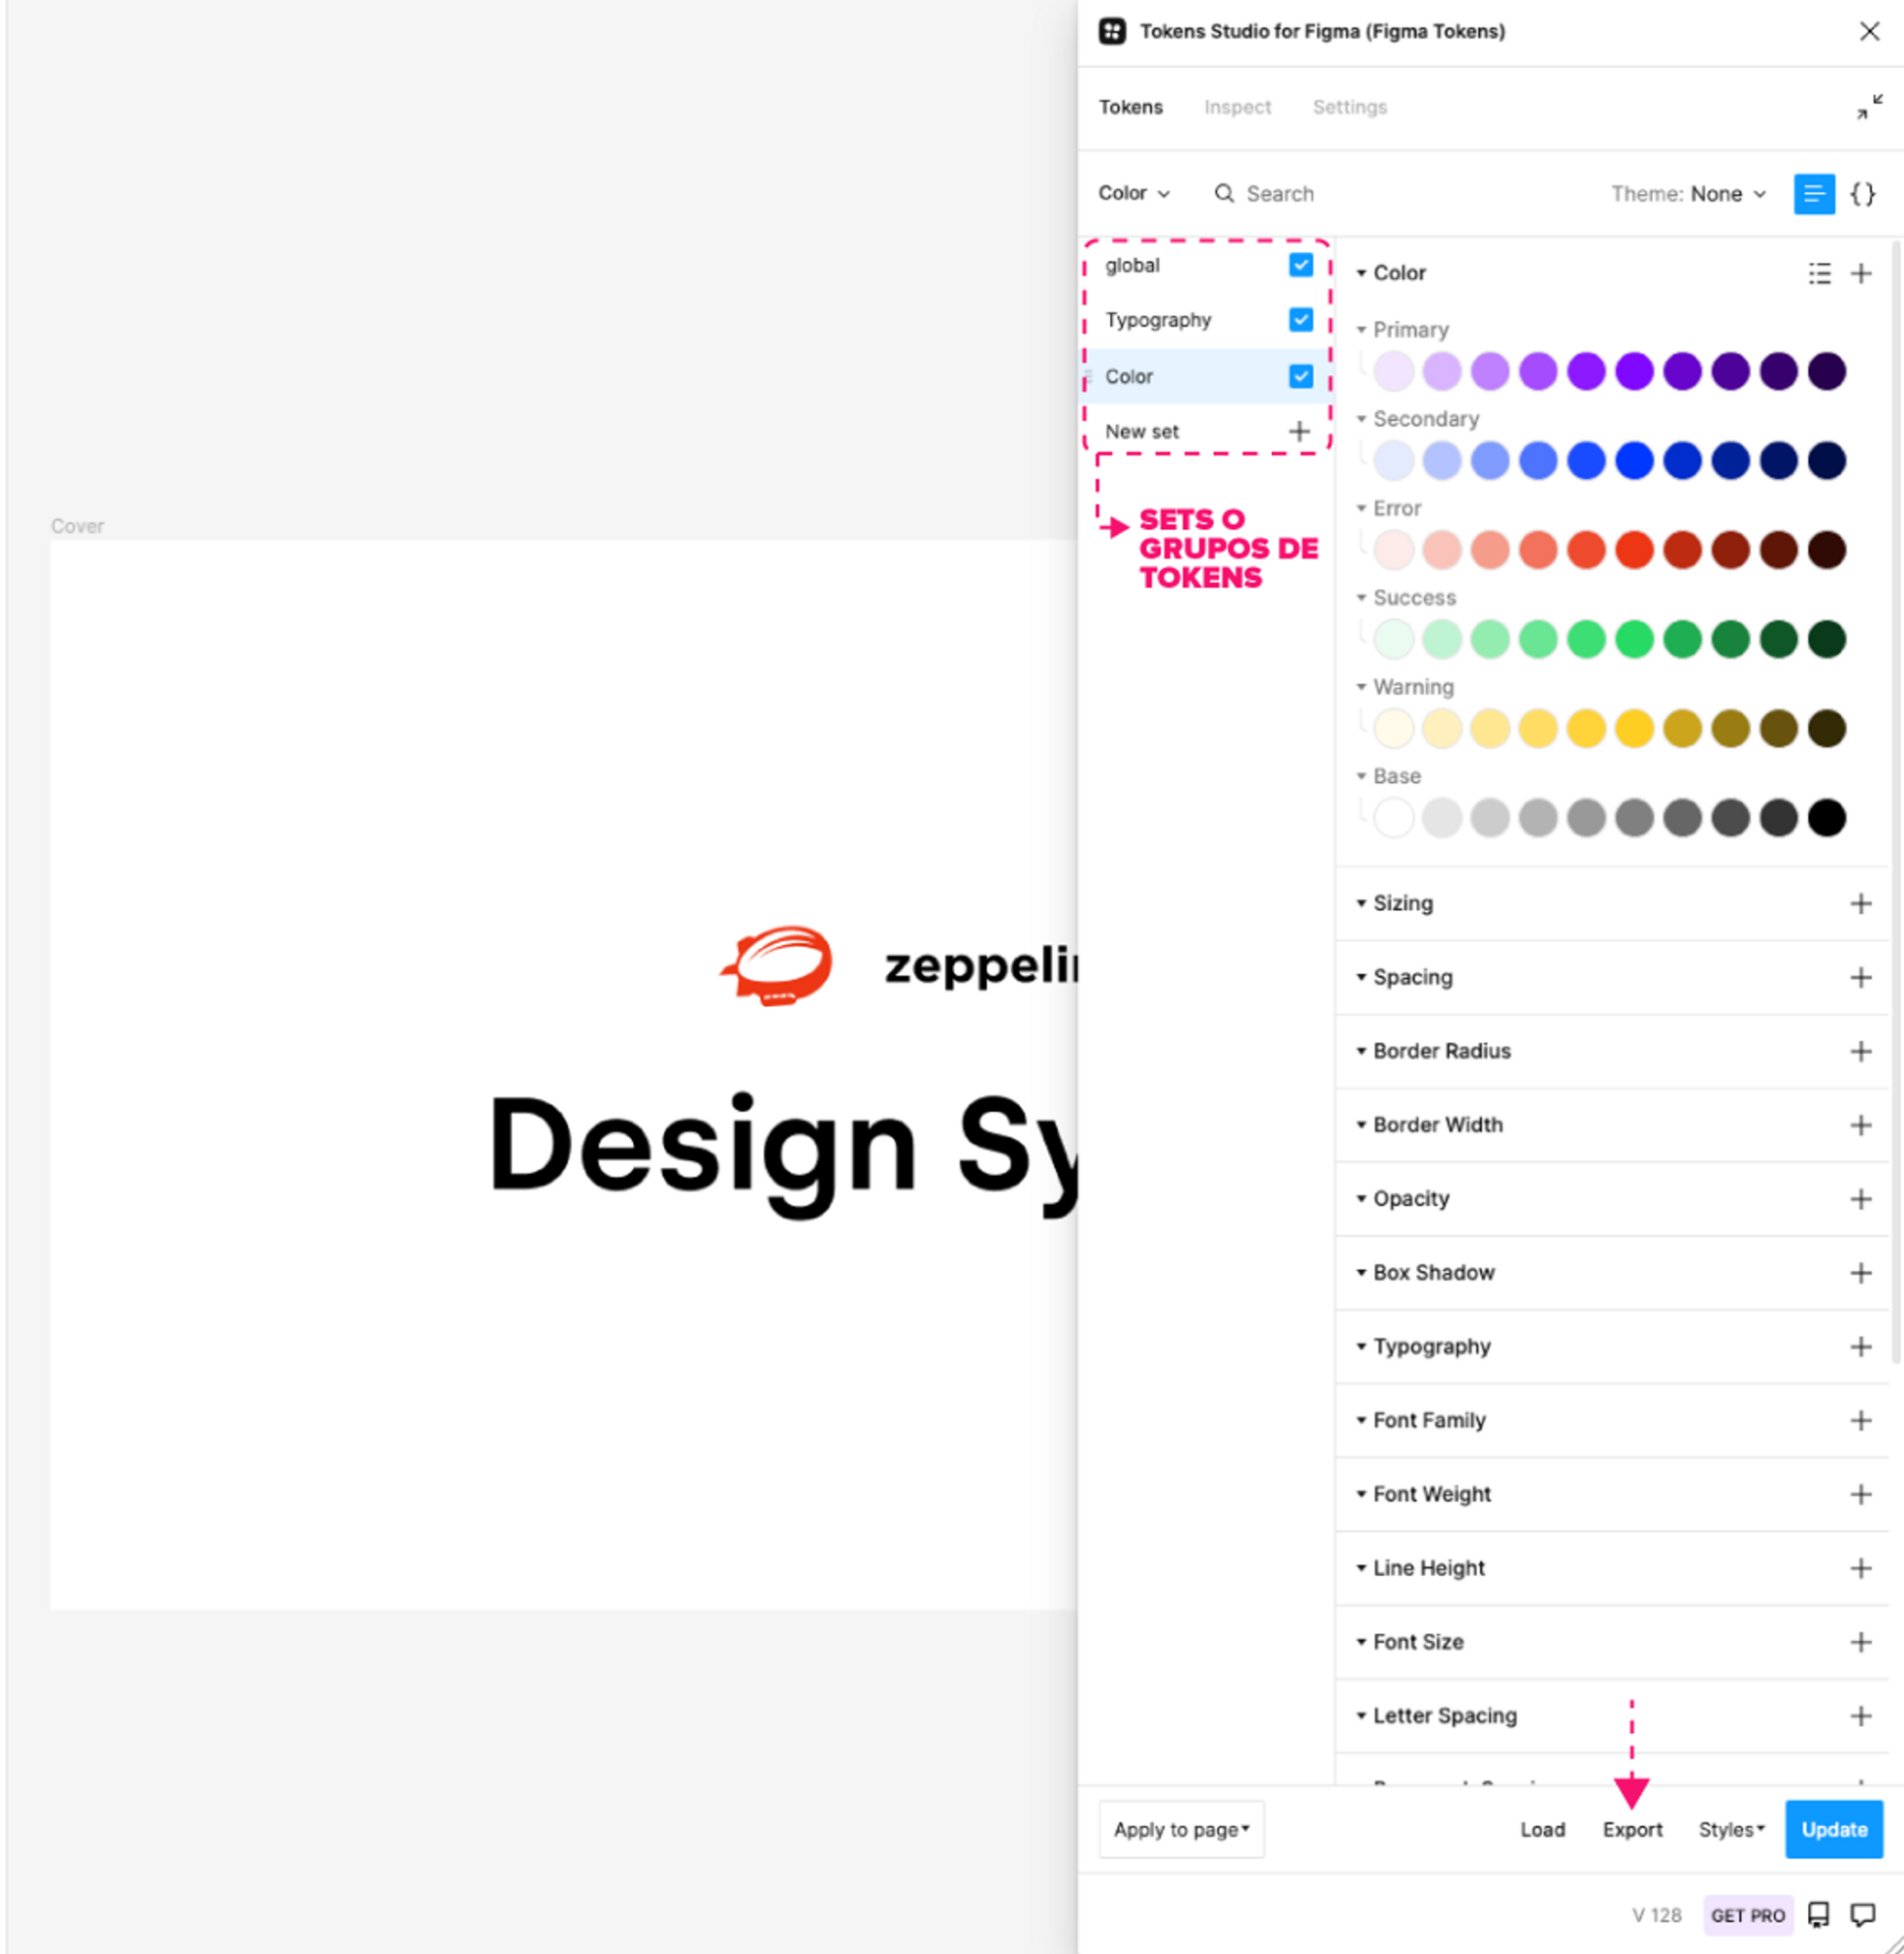 Tokens Studio for Figma (Figma Tokens)
Tokens Inspect Settings
Color Search Theme: None {}
global
Typography
Color
New set
SETS O
GRUPOS DE
TOKENS
Color
Primary
Secondary
Error
Success
Warning
Base
Sizing
Spacing
Border Radius
Border Width
Opacity
Box Shadow
Typography
Font Family
Font Weight
Line Height
Font Size
Letter Spacing
Apply to page Load Export Styles Update
V 128 GET PRO
Cover
Design